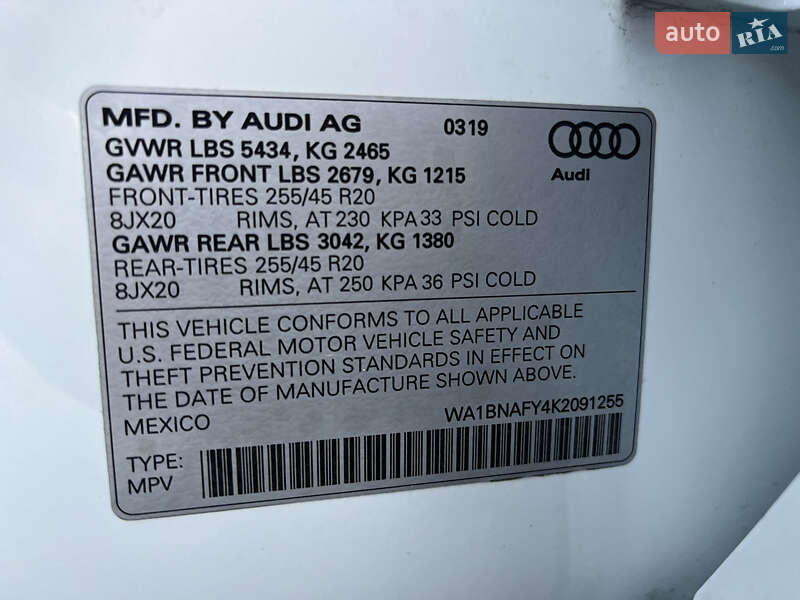 auto RIA.com
MFD. BY AUDI AG 0319
GVWR LBS 5434, KG 2465
GAWR FRONT LBS 2679, KG 1215
Audi
FRONT-TIRES 255/45 R20
8JX20 RIMS, AT 230 KPA 33 PSI COLD
GAWR REAR LBS 3042, KG 1380
REAR-TIRES 255/45 R20
8JX20 RIMS, AT 250 KPA 36 PSI COLD
THIS VEHICLE CONFORMS TO ALL APPLICABLE
U.S. FEDERAL MOTOR VEHICLE SAFETY AND
THEFT PREVENTION STANDARDS IN EFFECT ON
THE DATE OF MANUFACTURE SHOWN ABOVE.
MEXICO WA1BNAFY4K2091255
TYPE:
MPV